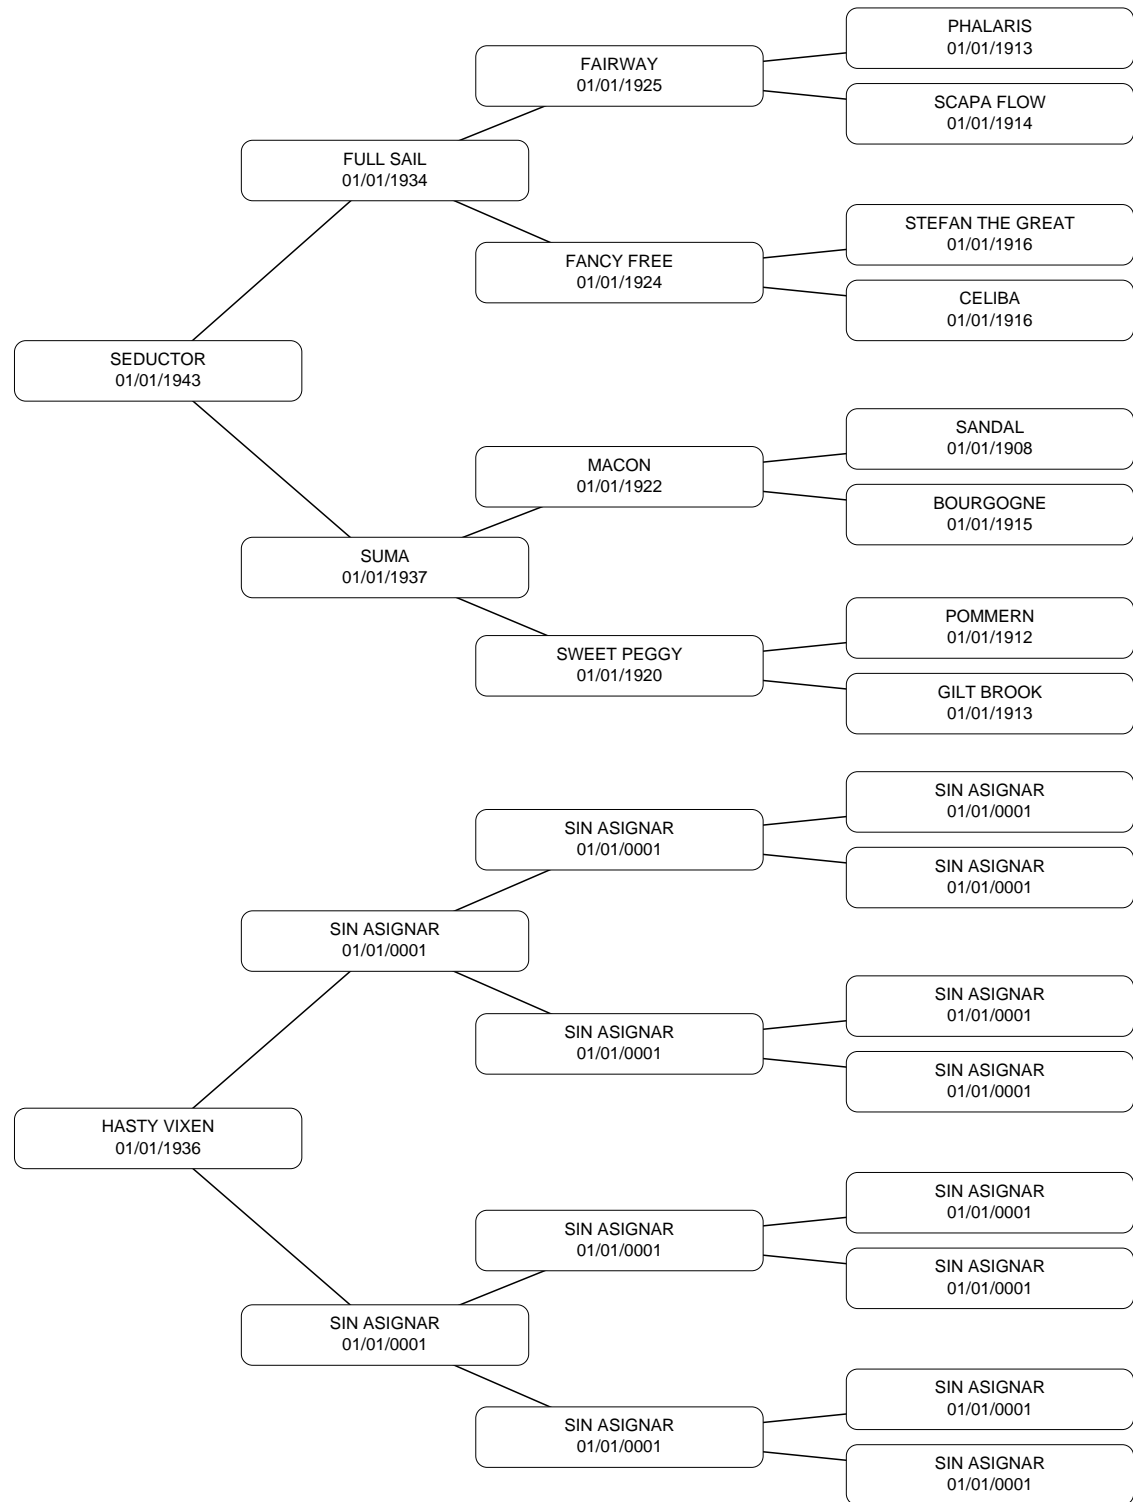 PHALARIS
01/01/1913
FAIRWAY
01/01/1925
SCAPA FLOW
01/01/1914
FULL SAIL
01/01/1934
STEFAN THE GREAT
01/01/1916
FANCY FREE
01/01/1924
CELIBA
01/01/1916
SEDUCTOR
01/01/1943
SANDAL
01/01/1908
MACON
01/01/1922
BOURGOGNE
01/01/1915
SUMA
01/01/1937
POMMERN
01/01/1912
SWEET PEGGY
01/01/1920
GILT BROOK
01/01/1913
SIN ASIGNAR
01/01/0001
SIN ASIGNAR
01/01/0001
SIN ASIGNAR
01/01/0001
SIN ASIGNAR
01/01/0001
SIN ASIGNAR
01/01/0001
SIN ASIGNAR
01/01/0001
SIN ASIGNAR
01/01/0001
HASTY VIXEN
01/01/1936
SIN ASIGNAR
01/01/0001
SIN ASIGNAR
01/01/0001
SIN ASIGNAR
01/01/0001
SIN ASIGNAR
01/01/0001
SIN ASIGNAR
01/01/0001
SIN ASIGNAR
01/01/0001
SIN ASIGNAR
01/01/0001